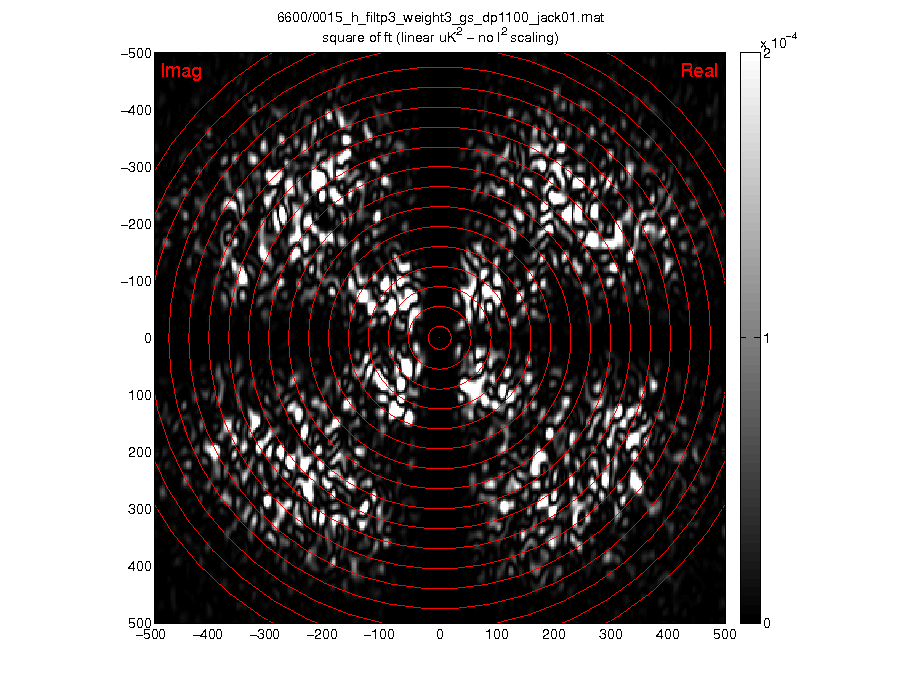 6600/0015_h_filtp3_weight3_gs_dp1100_jack01.mat
square of ft (linear uK² − no l² scaling)
x 10⁻⁴
Imag
Real
−500
−400
−300
−200
−100
0
100
200
300
400
500
−500 −400 −300 −200 −100 0 100 200 300 400 500
2
1
0